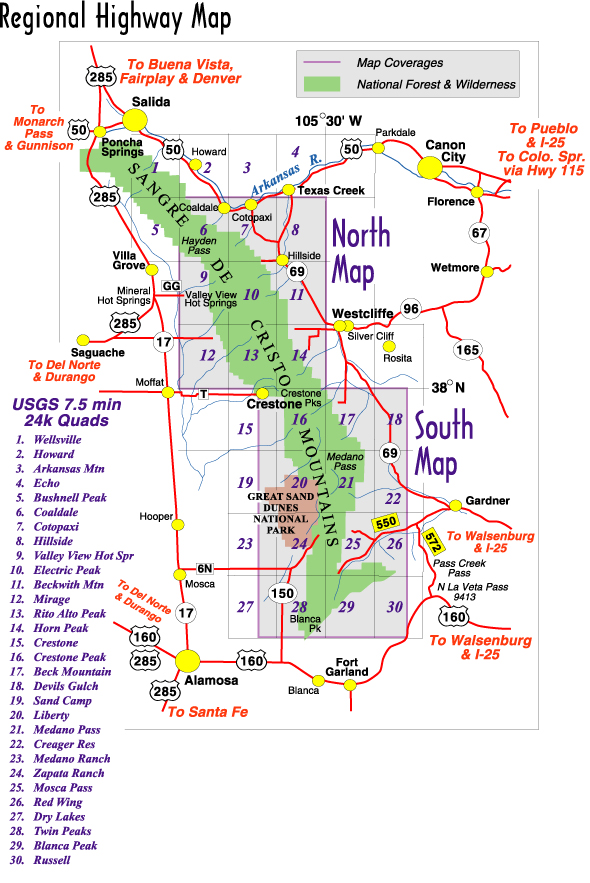 Regional Highway Map
Map Coverages
National Forest & Wilderness
To Buena Vista,
Fairplay & Denver
285
Salida
To
Monarch
Pass
& Gunnison
50
Poncha
Springs
50
Howard
105° 30' W
Parkdale
50
Canon
City
To Pueblo
& I-25
To Colo. Spr.
via Hwy 115
Arkansas R.
1
2
3
4
285
Texas Creek
Florence
Coaldale
Cotopaxi
SANGRE DE CRISTO MOUNTAINS
5
6
7
8
Hayden
Pass
North
Map
67
Villa
Grove
Hillside
69
Wetmore
GG
Mineral
Hot Springs
Valley View
Hot Springs
9
10
11
285
Westcliffe
96
Silver Cliff
Rosita
165
17
Saguache
To Del Norte
& Durango
12
13
14
Moffat
T
Crestone
Crestone
Pks
38° N
USGS 7.5 min
24k Quads
1. Wellsville
2. Howard
3. Arkansas Mtn
4. Echo
5. Bushnell Peak
6. Coaldale
7. Cotopaxi
8. Hillside
9. Valley View Hot Spr
10. Electric Peak
11. Beckwith Mtn
12. Mirage
13. Rito Alto Peak
14. Horn Peak
15. Crestone
16. Crestone Peak
17. Beck Mountain
18. Devils Gulch
19. Sand Camp
20. Liberty
21. Medano Pass
22. Creager Res
23. Medano Ranch
24. Zapata Ranch
25. Mosca Pass
26. Red Wing
27. Dry Lakes
28. Twin Peaks
29. Blanca Peak
30. Russell
15
16
17
18
South
Map
69
Medano
Pass
19
20
21
22
GREAT SAND
DUNES
NATIONAL
PARK
Gardner
Hooper
550
572
To Walsenburg
& I-25
23
24
25
26
6N
Mosca
Pass Creek
Pass
N La Veta Pass
9413
To Del Norte
& Durango
17
150
27
28
29
30
Blanca
Pk
160
To Walsenburg
& I-25
160
285
160
Alamosa
Fort
Garland
Blanca
285
To Santa Fe